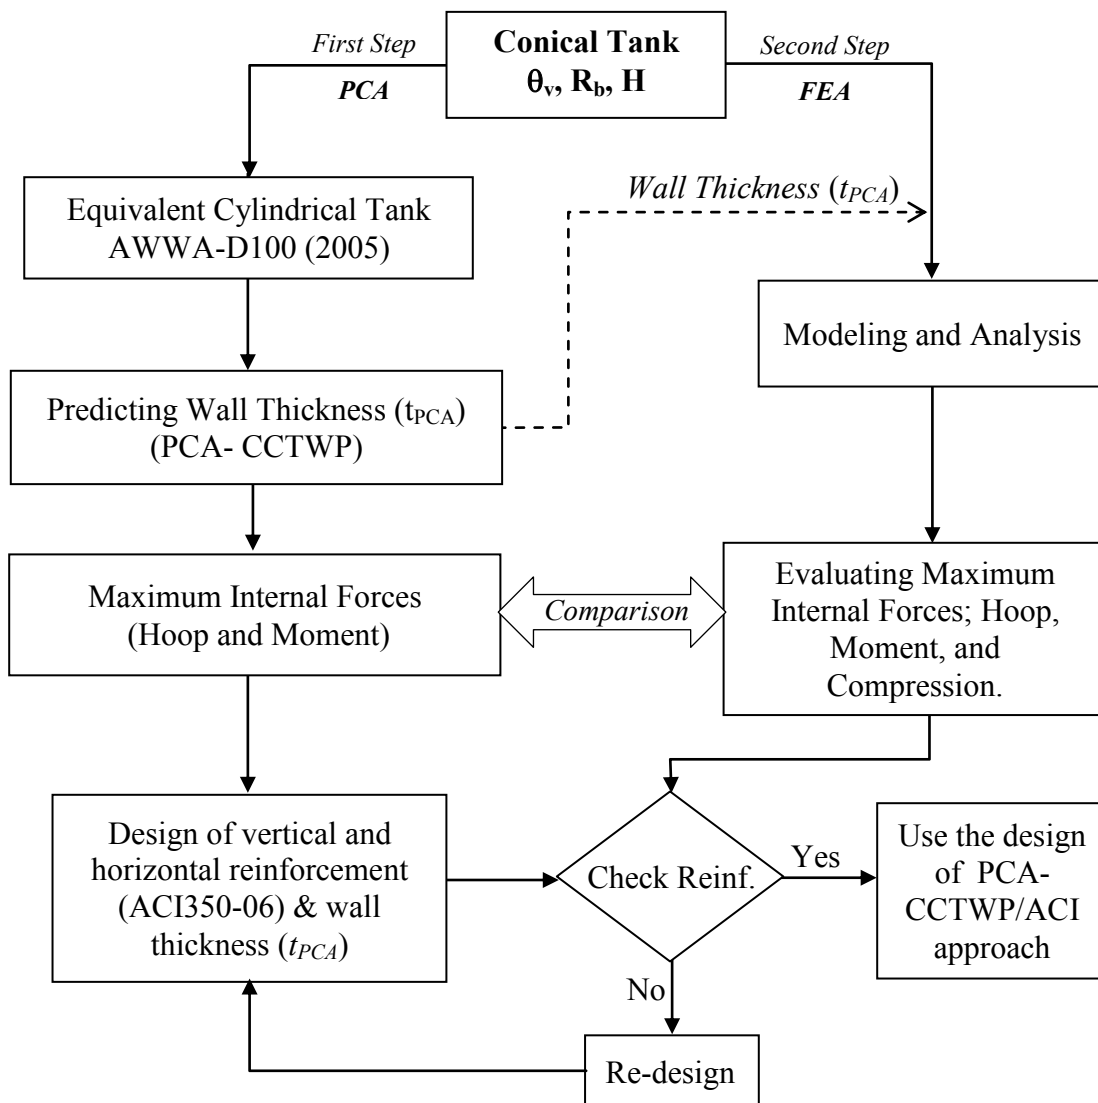 First Step
PCA
Conical Tank
θv, Rb, H
Second Step
FEA
Equivalent Cylindrical Tank
AWWA-D100 (2005)
Wall Thickness (tPCA)
Modeling and Analysis
Predicting Wall Thickness (tPCA)
(PCA- CCTWP)
Maximum Internal Forces
(Hoop and Moment)
Comparison
Evaluating Maximum
Internal Forces; Hoop,
Moment, and
Compression.
Design of vertical and
horizontal reinforcement
(ACI350-06) & wall
thickness (tPCA)
Check Reinf.
Yes
Use the design
of PCA-
CCTWP/ACI
approach
No
Re-design